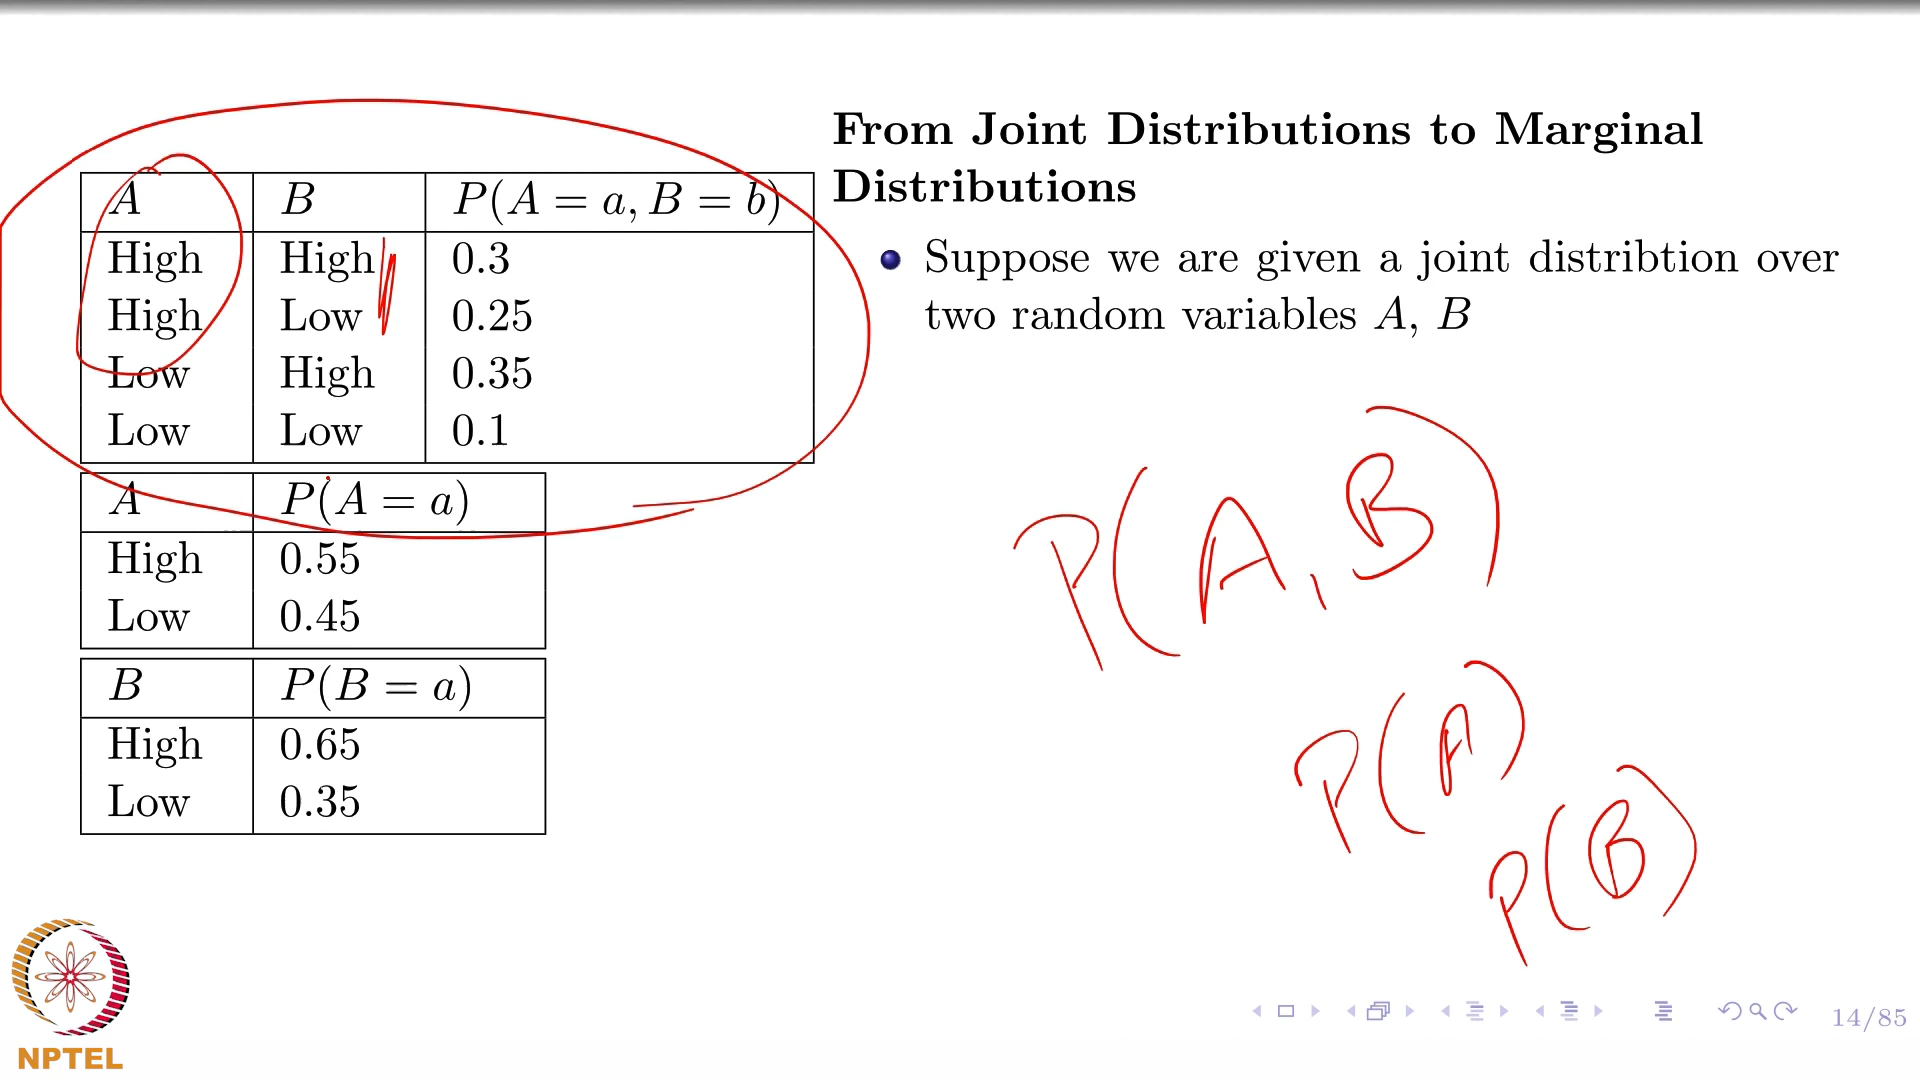 A B P(A = a, B = b)
High High 0.3
High Low 0.25
Low High 0.35
Low Low 0.1
A P(A = a)
High 0.55
Low 0.45
B P(B = a)
High 0.65
Low 0.35
From Joint Distributions to Marginal
Distributions
Suppose we are given a joint distribtion over
two random variables A, B
P(A, B)
P(A)
P(B)
NPTEL
14/85